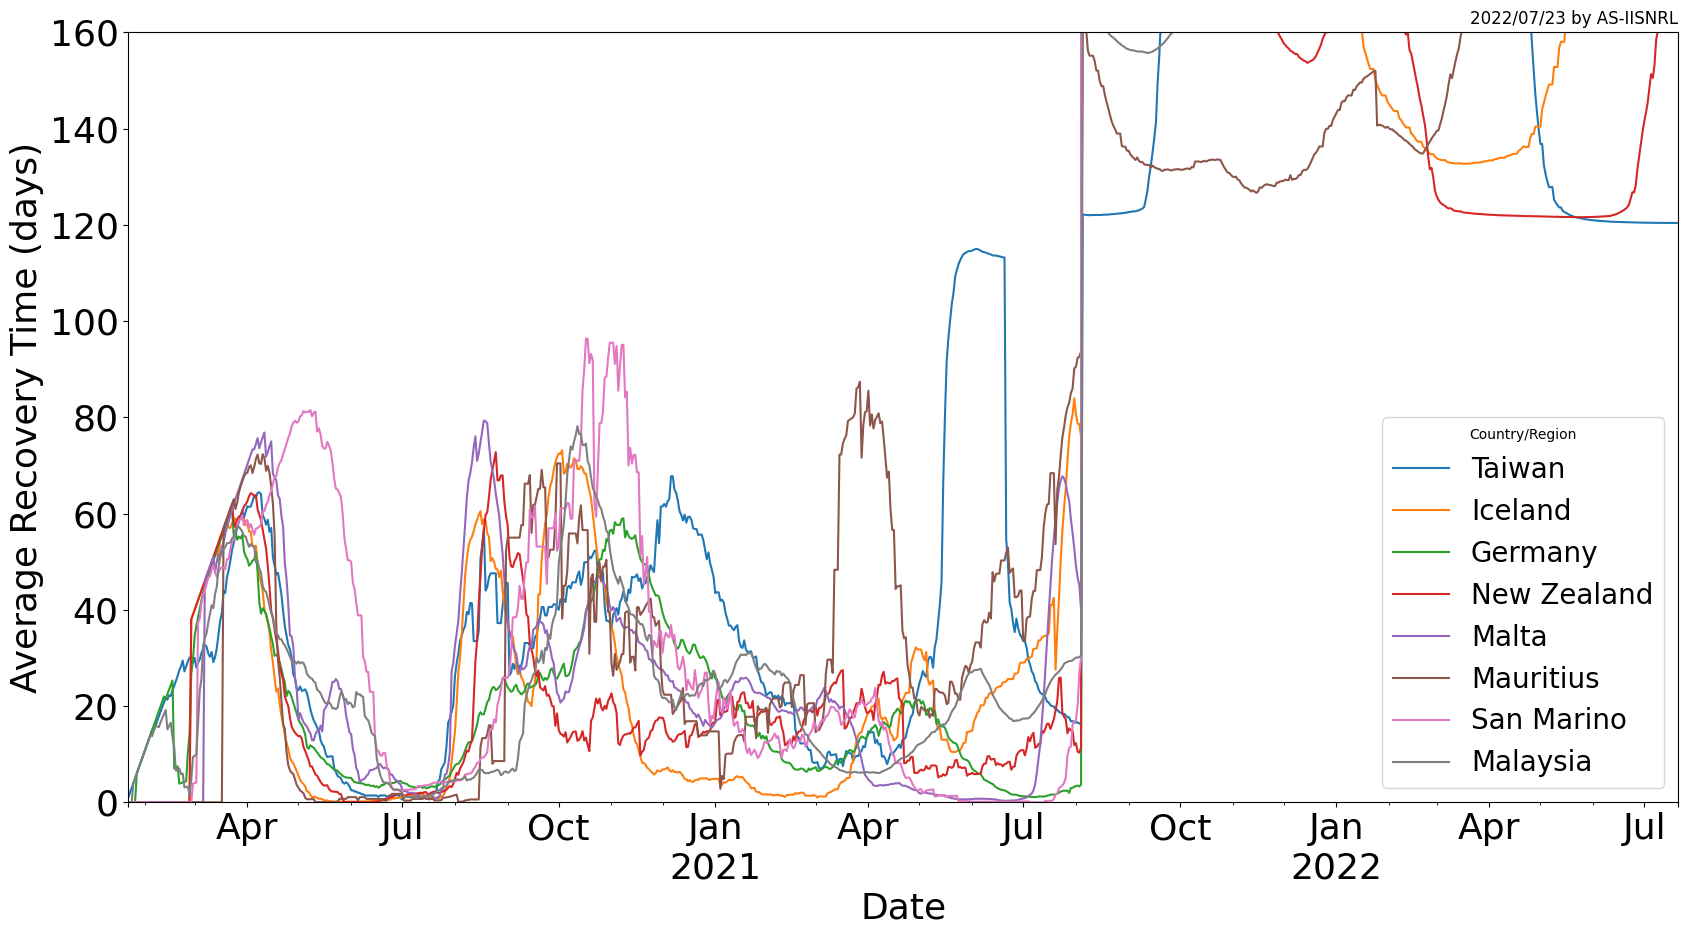 2022/07/23 by AS-IISNRL
160
140
120
100
80
60
40
20
0
Average Recovery Time (days)
Country/Region
Taiwan
Iceland
Germany
New Zealand
Malta
Mauritius
San Marino
Malaysia
Apr Jul Oct Jan Apr Jul Oct Jan Apr Jul
2021 2022
Date